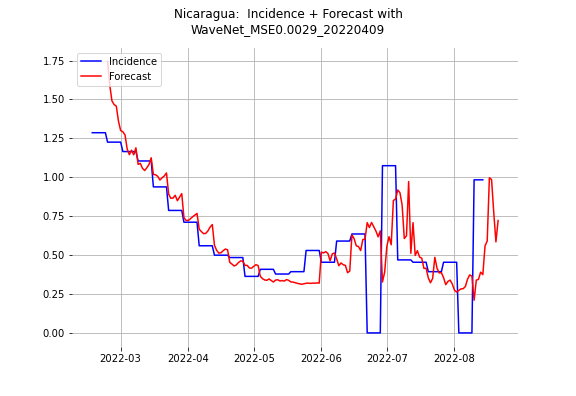 Nicaragua:  Incidence + Forecast with
WaveNet_MSE0.0029_20220409
Incidence
Forecast
1.75
1.50
1.25
1.00
0.75
0.50
0.25
0.00
2022-03 2022-04 2022-05 2022-06 2022-07 2022-08